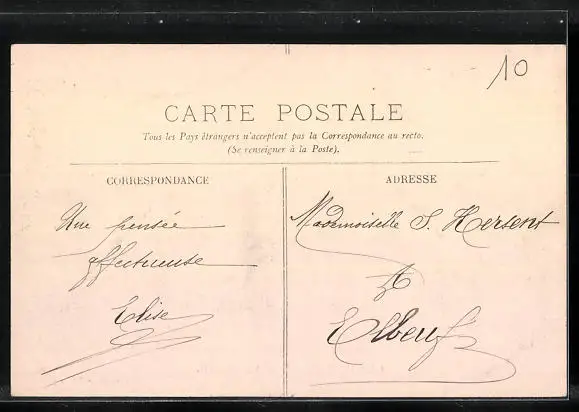 10
CARTE POSTALE
Tous les Pays étrangers n'acceptent pas la Correspondance au recto.
(Se renseigner à la Poste).
CORRESPONDANCE
Une pensée
affectueuse
Elise
ADRESSE
Mademoiselle S. Hersent
A
Elbeuf